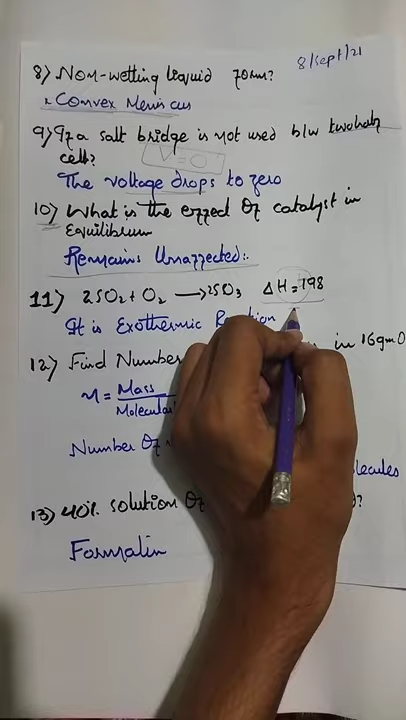 8/Sept/21
8) Non-wetting liquid form?
Convex Meniscus
9) If a salt bridge is not used b/w two half
cell?
V = 0
The voltage drops to zero
10) What is the effect Of catalyst in
Equilibrium
Remains Unaffected:.
11) 2SO₂ + O₂ → 2SO₃ ΔH = 198
It is Exothermic Reaction
12) Find Number in 16gm O
n = Mass
Molecular
Number Of
olecules
13) 40% solution Of ?
Formalin